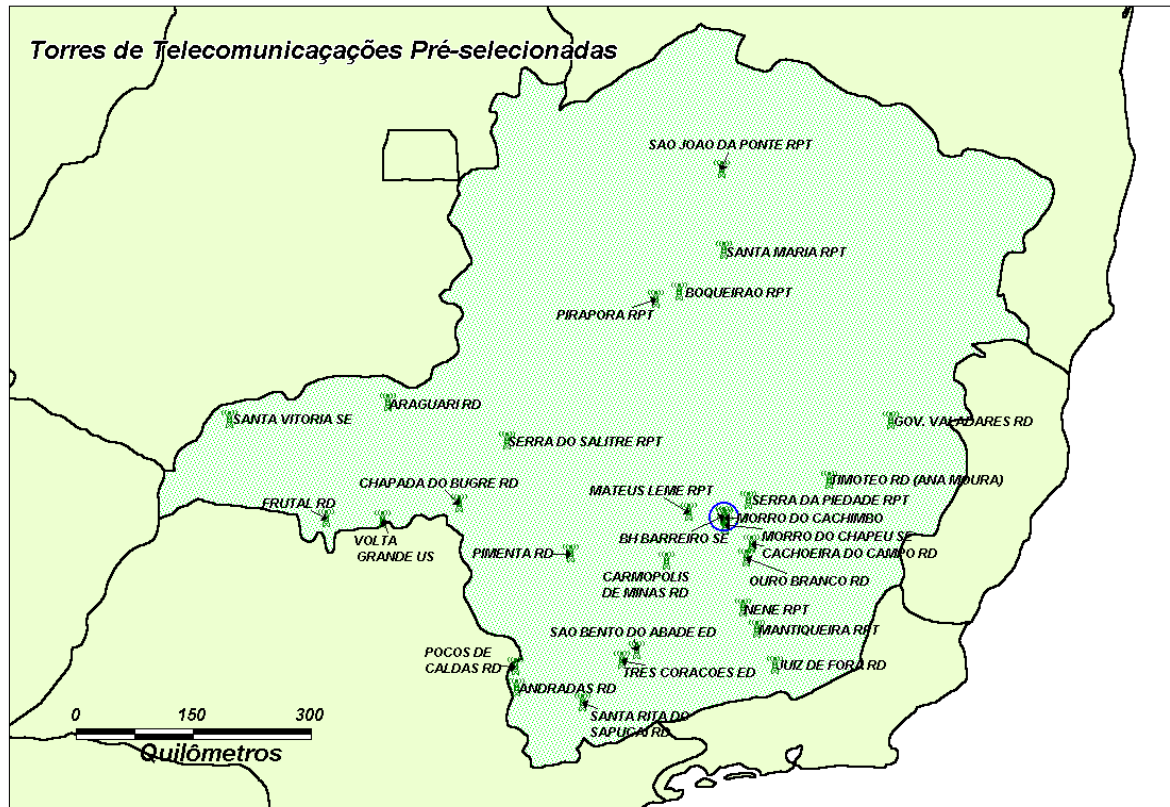 Torres de Telecomunicaçações Pré-selecionadas
SAO JOAO DA PONTE RPT
SANTA MARIA RPT
BOQUEIRAO RPT
PIRAPORA RPT
ARAGUARI RD
SANTA VITORIA SE
GOV. VALADARES RD
SERRA DO SALITRE RPT
CHAPADA DO BUGRE RD
TIMOTEO RD (ANA MOURA)
MATEUS LEME RPT
SERRA DA PIEDADE RPT
FRUTAL RD
MORRO DO CACHIMBO
VOLTA
GRANDE US
BH BARREIRO SE
MORRO DO CHAPEU SE
PIMENTA RD
CACHOEIRA DO CAMPO RD
CARMOPOLIS
DE MINAS RD
OURO BRANCO RD
NENE RPT
SAO BENTO DO ABADE ED
MANTIQUEIRA RPT
POCOS DE
CALDAS RD
TRES CORACOES ED
JUIZ DE FORA RD
ANDRADAS RD
SANTA RITA DO
SAPUCAI RD
0 150 300
Quilômetros